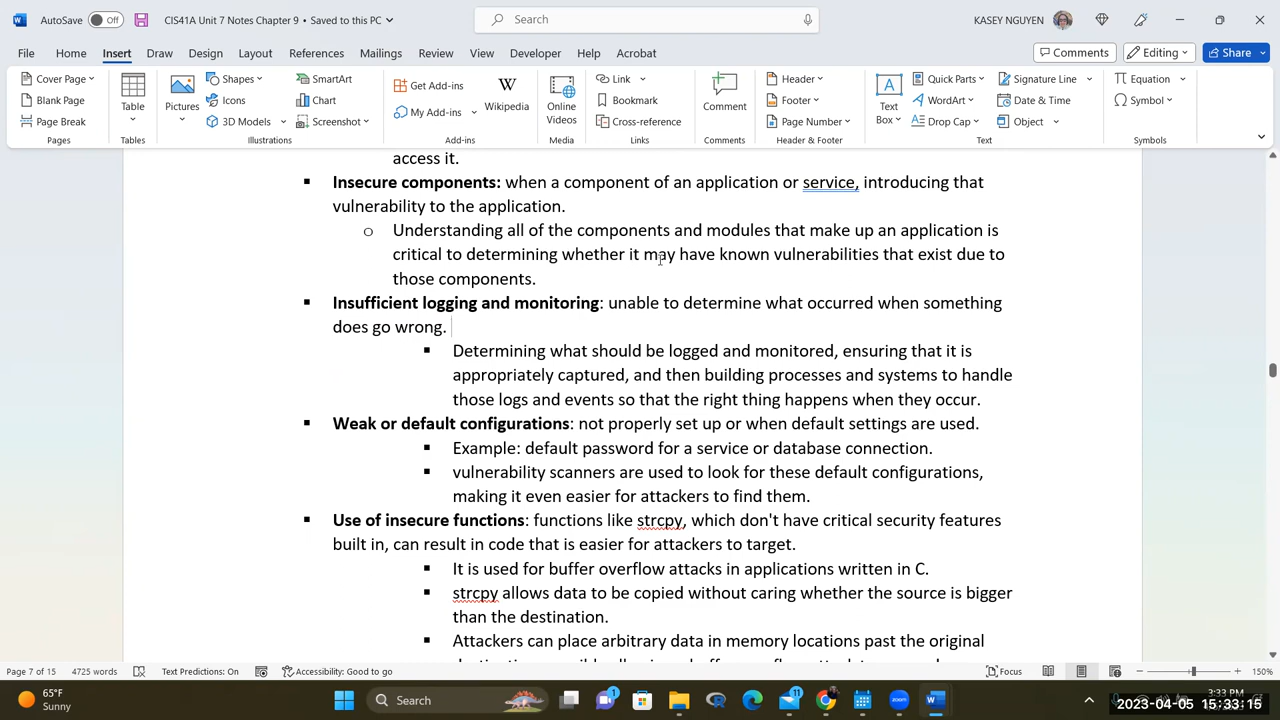 AutoSave Off CIS41A Unit 7 Notes Chapter 9 • Saved to this PC Search KASEY NGUYEN
File Home Insert Draw Design Layout References Mailings Review View Developer Help Acrobat Comments Editing Share
Cover Page Blank Page Page Break Pages
Table Tables
Pictures Shapes Icons 3D Models SmartArt Chart Screenshot Illustrations
Get Add-ins My Add-ins Wikipedia Add-ins
Online Videos Media
Link Bookmark Cross-reference Links
Comment Comments
Header Footer Page Number Header & Footer
Text Box Quick Parts WordArt Drop Cap Signature Line Date & Time Object Text
Equation Symbol Symbols
access it.
▪ Insecure components: when a component of an application or service, introducing that
vulnerability to the application.
o Understanding all of the components and modules that make up an application is
critical to determining whether it may have known vulnerabilities that exist due to
those components.
▪ Insufficient logging and monitoring: unable to determine what occurred when something
does go wrong.
▪ Determining what should be logged and monitored, ensuring that it is
appropriately captured, and then building processes and systems to handle
those logs and events so that the right thing happens when they occur.
▪ Weak or default configurations: not properly set up or when default settings are used.
▪ Example: default password for a service or database connection.
▪ vulnerability scanners are used to look for these default configurations,
making it even easier for attackers to find them.
▪ Use of insecure functions: functions like strcpy, which don't have critical security features
built in, can result in code that is easier for attackers to target.
▪ It is used for buffer overflow attacks in applications written in C.
▪ strcpy allows data to be copied without caring whether the source is bigger
than the destination.
▪ Attackers can place arbitrary data in memory locations past the original
Page 7 of 15 4725 words Text Predictions: On Accessibility: Good to go Focus 150%
65°F
Sunny
Search
1
11
3:33 PM
2023-04-05 15:33:15